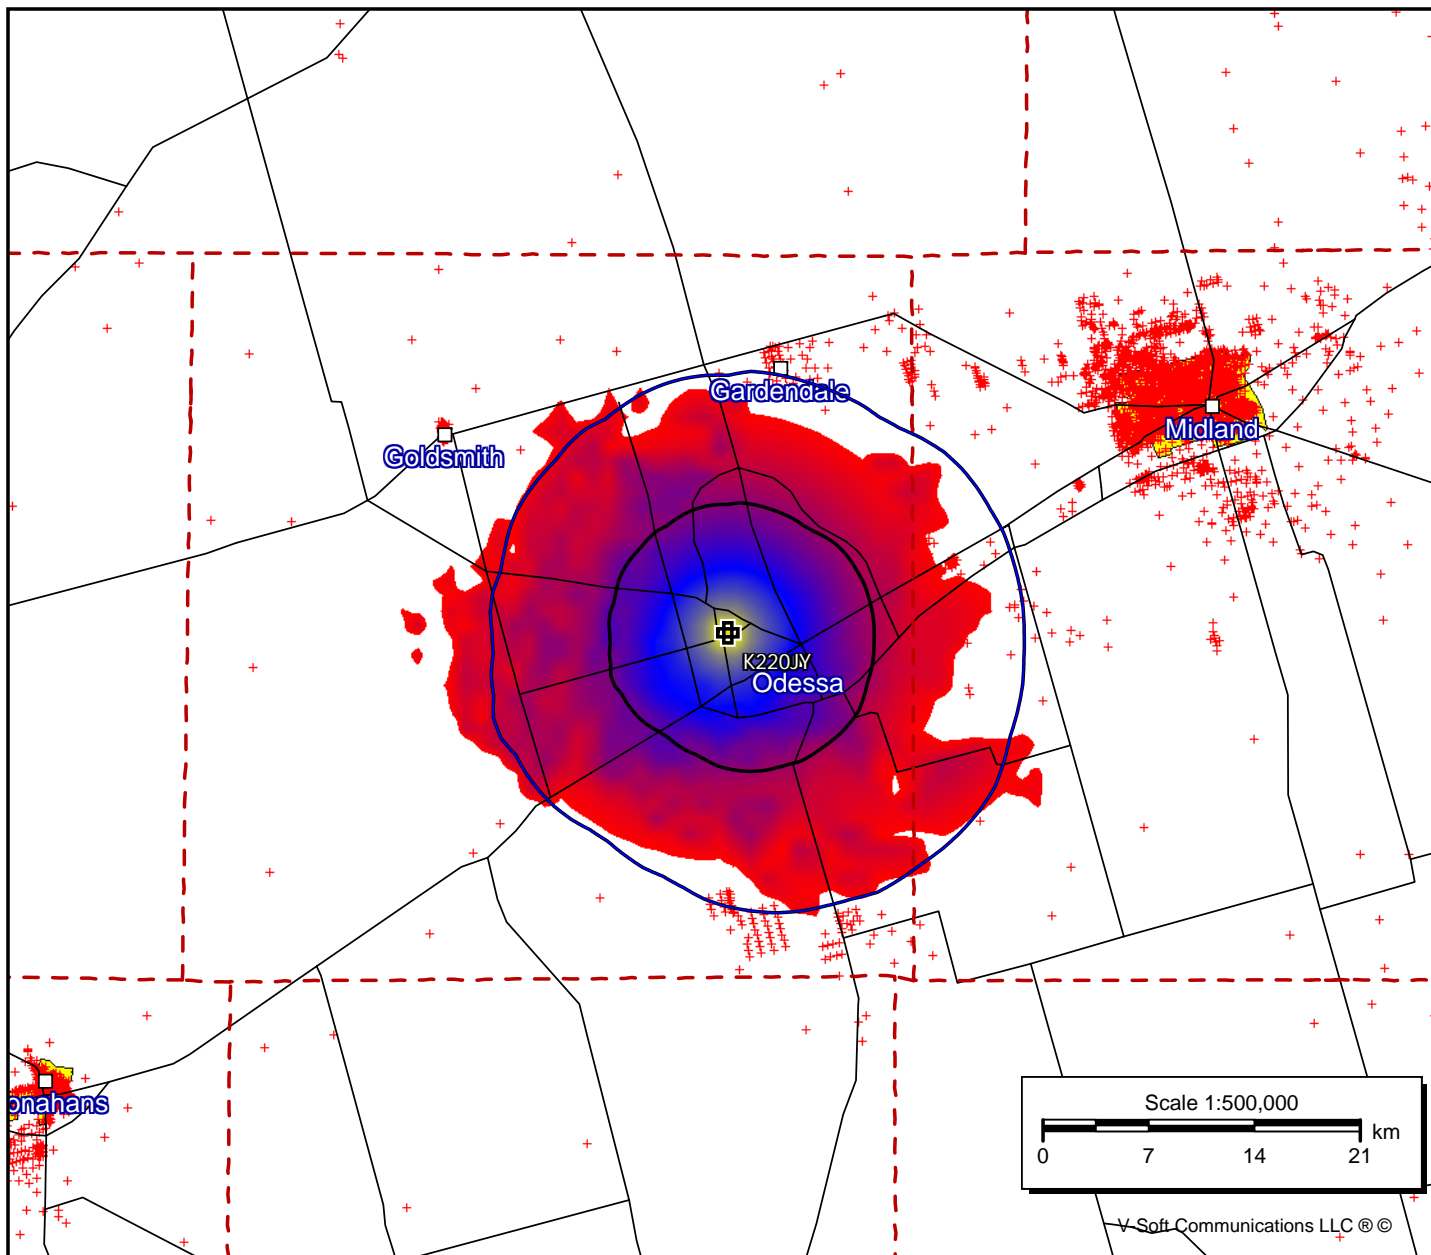 Gardendale
Midland
Goldsmith
K220JY
Odessa
onahans
Scale 1:500,000
km
0 7 14 21
V-Soft Communications LLC ® ©